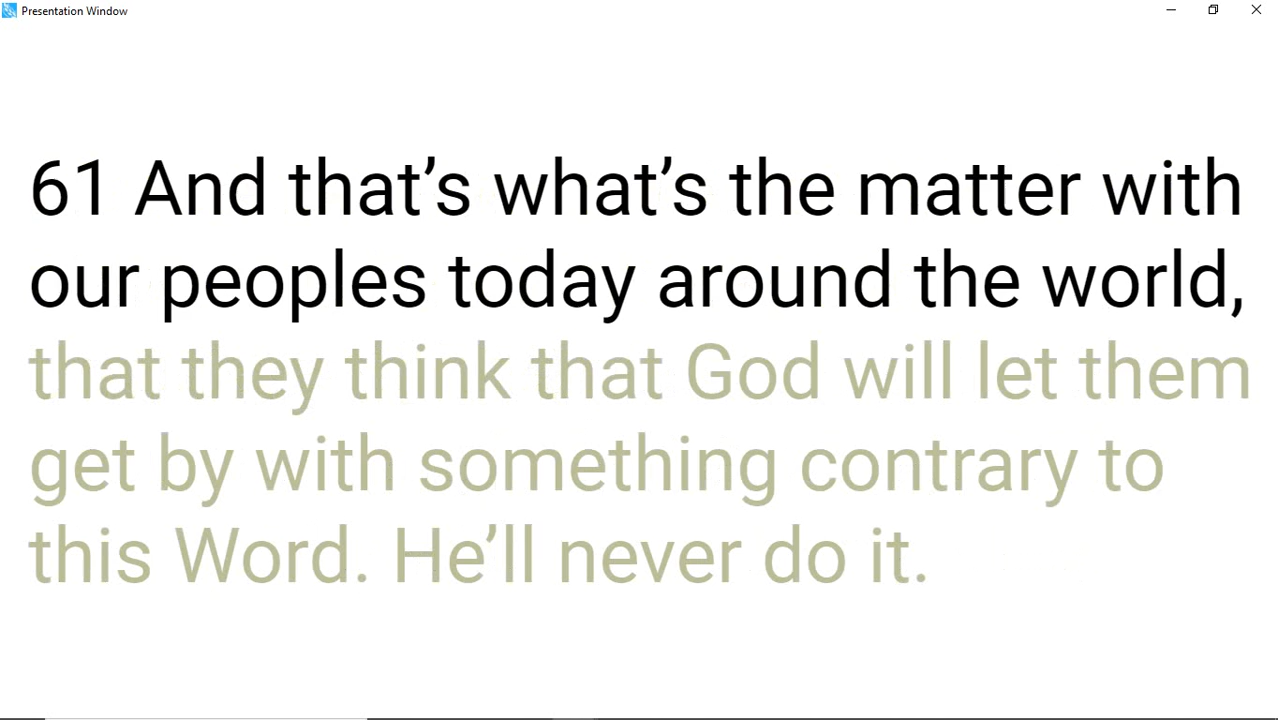 Presentation Window
61 And that’s what’s the matter with
our peoples today around the world,
that they think that God will let them
get by with something contrary to
this Word. He’ll never do it.